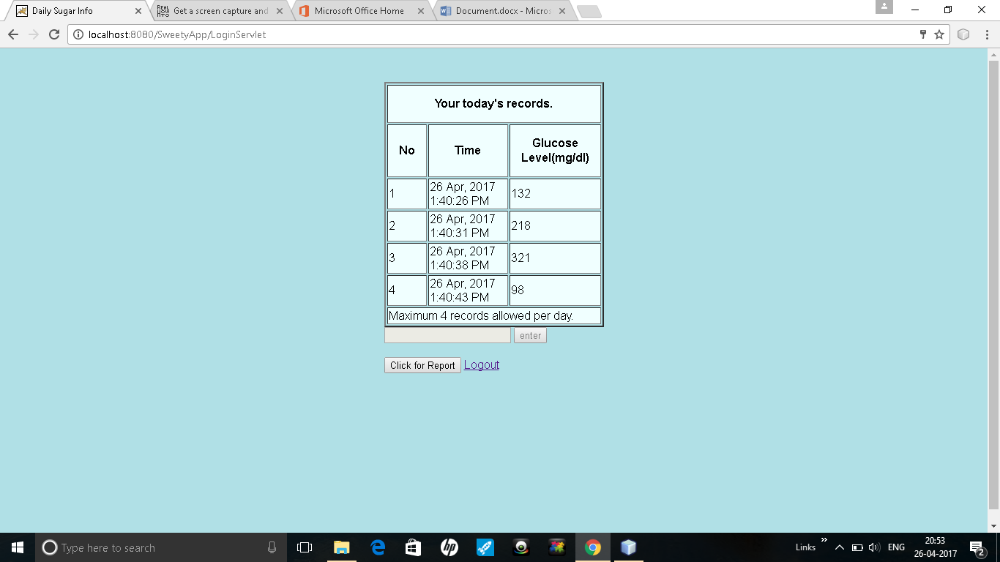 Daily Sugar Info
REAL HOW TO
Get a screen capture and
Microsoft Office Home
Document.docx - Micros
localhost:8080/SweetyApp/LoginServlet
Your today's records.
No
Time
Glucose
Level(mg/dl)
1
26 Apr, 2017
1:40:26 PM
132
2
26 Apr, 2017
1:40:31 PM
218
3
26 Apr, 2017
1:40:38 PM
321
4
26 Apr, 2017
1:40:43 PM
98
Maximum 4 records allowed per day.
enter
Click for Report
Logout
Type here to search
hp
Links
ENG
20:53
26-04-2017
2